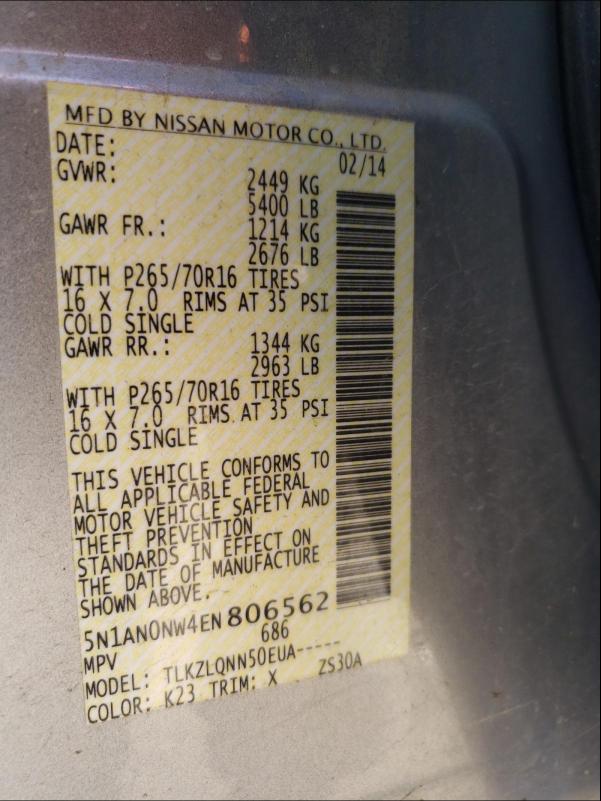 MFD BY NISSAN MOTOR CO., LTD.
DATE: 02/14
GVWR: 2449 KG
5400 LB
GAWR FR.: 1214 KG
2676 LB
WITH P265/70R16 TIRES
16 X 7.0 RIMS AT 35 PSI
COLD SINGLE
GAWR RR.: 1344 KG
2963 LB
WITH P265/70R16 TIRES
16 X 7.0 RIMS AT 35 PSI
COLD SINGLE
THIS VEHICLE CONFORMS TO
ALL APPLICABLE FEDERAL
MOTOR VEHICLE SAFETY AND
THEFT PREVENTION
STANDARDS IN EFFECT ON
THE DATE OF MANUFACTURE
SHOWN ABOVE.
5N1AN0NW4EN806562
MPV 686
MODEL: TLKZLQNN50EUA-----
COLOR: K23 TRIM: X ZS30A